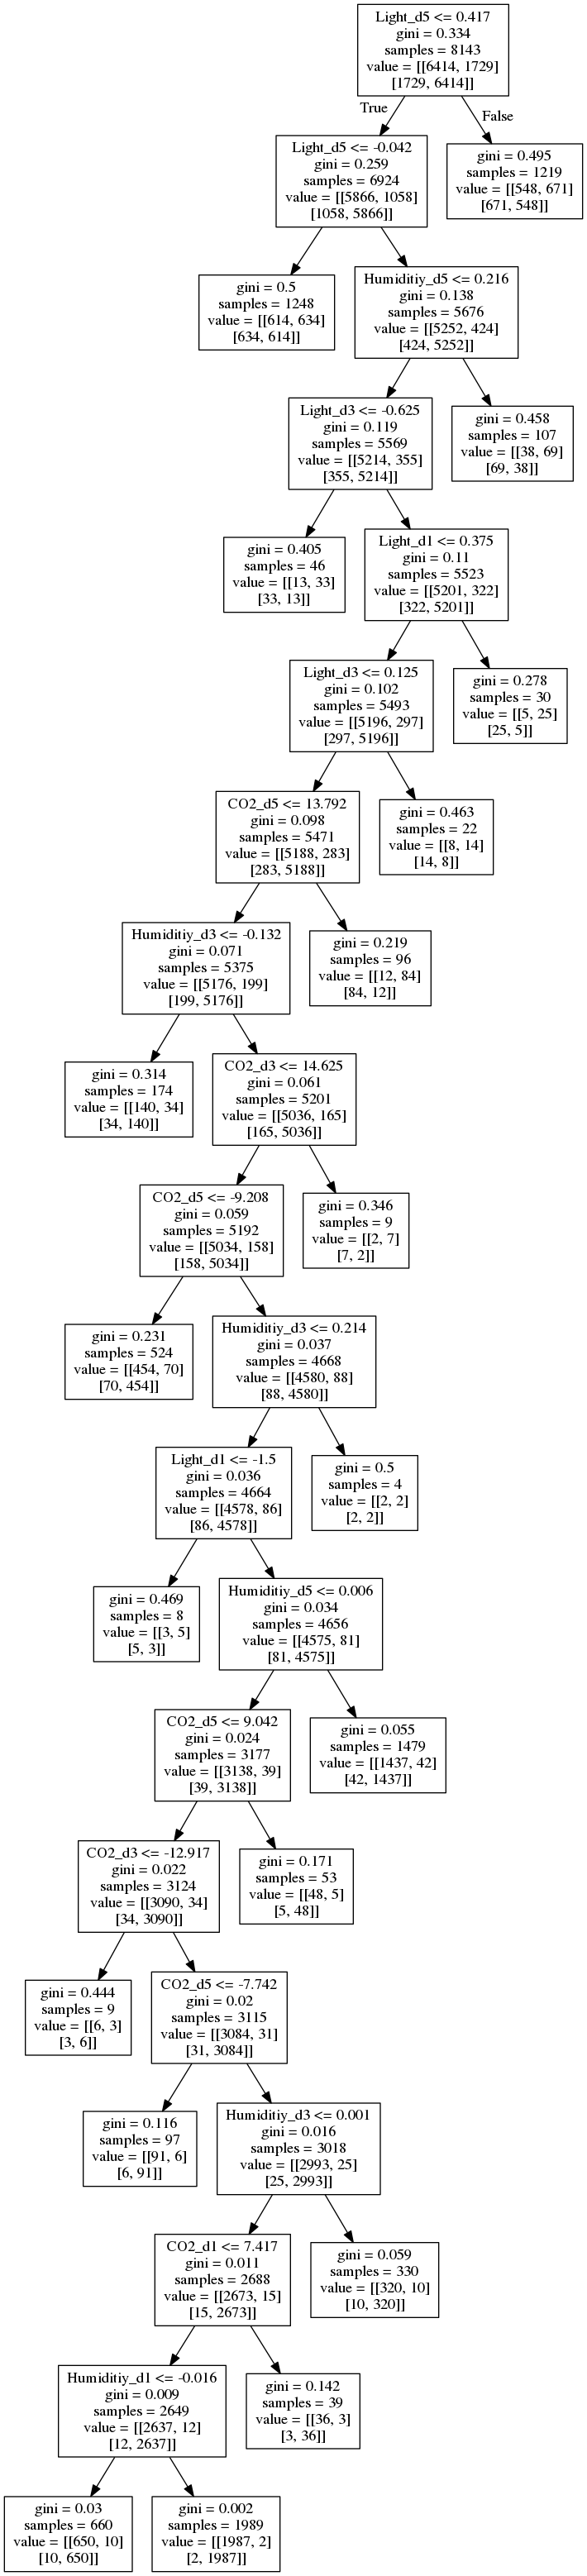 Light_d5 <= 0.417
gini = 0.334
samples = 8143
value = [[6414, 1729]
[1729, 6414]]
True
False
Light_d5 <= -0.042
gini = 0.259
samples = 6924
value = [[5866, 1058]
[1058, 5866]]
gini = 0.495
samples = 1219
value = [[548, 671]
[671, 548]]
gini = 0.5
samples = 1248
value = [[614, 634]
[634, 614]]
Humiditiy_d5 <= 0.216
gini = 0.138
samples = 5676
value = [[5252, 424]
[424, 5252]]
Light_d3 <= -0.625
gini = 0.119
samples = 5569
value = [[5214, 355]
[355, 5214]]
gini = 0.458
samples = 107
value = [[38, 69]
[69, 38]]
gini = 0.405
samples = 46
value = [[13, 33]
[33, 13]]
Light_d1 <= 0.375
gini = 0.11
samples = 5523
value = [[5201, 322]
[322, 5201]]
Light_d3 <= 0.125
gini = 0.102
samples = 5493
value = [[5196, 297]
[297, 5196]]
gini = 0.278
samples = 30
value = [[5, 25]
[25, 5]]
CO2_d5 <= 13.792
gini = 0.098
samples = 5471
value = [[5188, 283]
[283, 5188]]
gini = 0.463
samples = 22
value = [[8, 14]
[14, 8]]
Humiditiy_d3 <= -0.132
gini = 0.071
samples = 5375
value = [[5176, 199]
[199, 5176]]
gini = 0.219
samples = 96
value = [[12, 84]
[84, 12]]
gini = 0.314
samples = 174
value = [[140, 34]
[34, 140]]
CO2_d3 <= 14.625
gini = 0.061
samples = 5201
value = [[5036, 165]
[165, 5036]]
CO2_d5 <= -9.208
gini = 0.059
samples = 5192
value = [[5034, 158]
[158, 5034]]
gini = 0.346
samples = 9
value = [[2, 7]
[7, 2]]
gini = 0.231
samples = 524
value = [[454, 70]
[70, 454]]
Humiditiy_d3 <= 0.214
gini = 0.037
samples = 4668
value = [[4580, 88]
[88, 4580]]
Light_d1 <= -1.5
gini = 0.036
samples = 4664
value = [[4578, 86]
[86, 4578]]
gini = 0.5
samples = 4
value = [[2, 2]
[2, 2]]
gini = 0.469
samples = 8
value = [[3, 5]
[5, 3]]
Humiditiy_d5 <= 0.006
gini = 0.034
samples = 4656
value = [[4575, 81]
[81, 4575]]
CO2_d5 <= 9.042
gini = 0.024
samples = 3177
value = [[3138, 39]
[39, 3138]]
gini = 0.055
samples = 1479
value = [[1437, 42]
[42, 1437]]
CO2_d3 <= -12.917
gini = 0.022
samples = 3124
value = [[3090, 34]
[34, 3090]]
gini = 0.171
samples = 53
value = [[48, 5]
[5, 48]]
gini = 0.444
samples = 9
value = [[6, 3]
[3, 6]]
CO2_d5 <= -7.742
gini = 0.02
samples = 3115
value = [[3084, 31]
[31, 3084]]
gini = 0.116
samples = 97
value = [[91, 6]
[6, 91]]
Humiditiy_d3 <= 0.001
gini = 0.016
samples = 3018
value = [[2993, 25]
[25, 2993]]
CO2_d1 <= 7.417
gini = 0.011
samples = 2688
value = [[2673, 15]
[15, 2673]]
gini = 0.059
samples = 330
value = [[320, 10]
[10, 320]]
Humiditiy_d1 <= -0.016
gini = 0.009
samples = 2649
value = [[2637, 12]
[12, 2637]]
gini = 0.142
samples = 39
value = [[36, 3]
[3, 36]]
gini = 0.03
samples = 660
value = [[650, 10]
[10, 650]]
gini = 0.002
samples = 1989
value = [[1987, 2]
[2, 1987]]